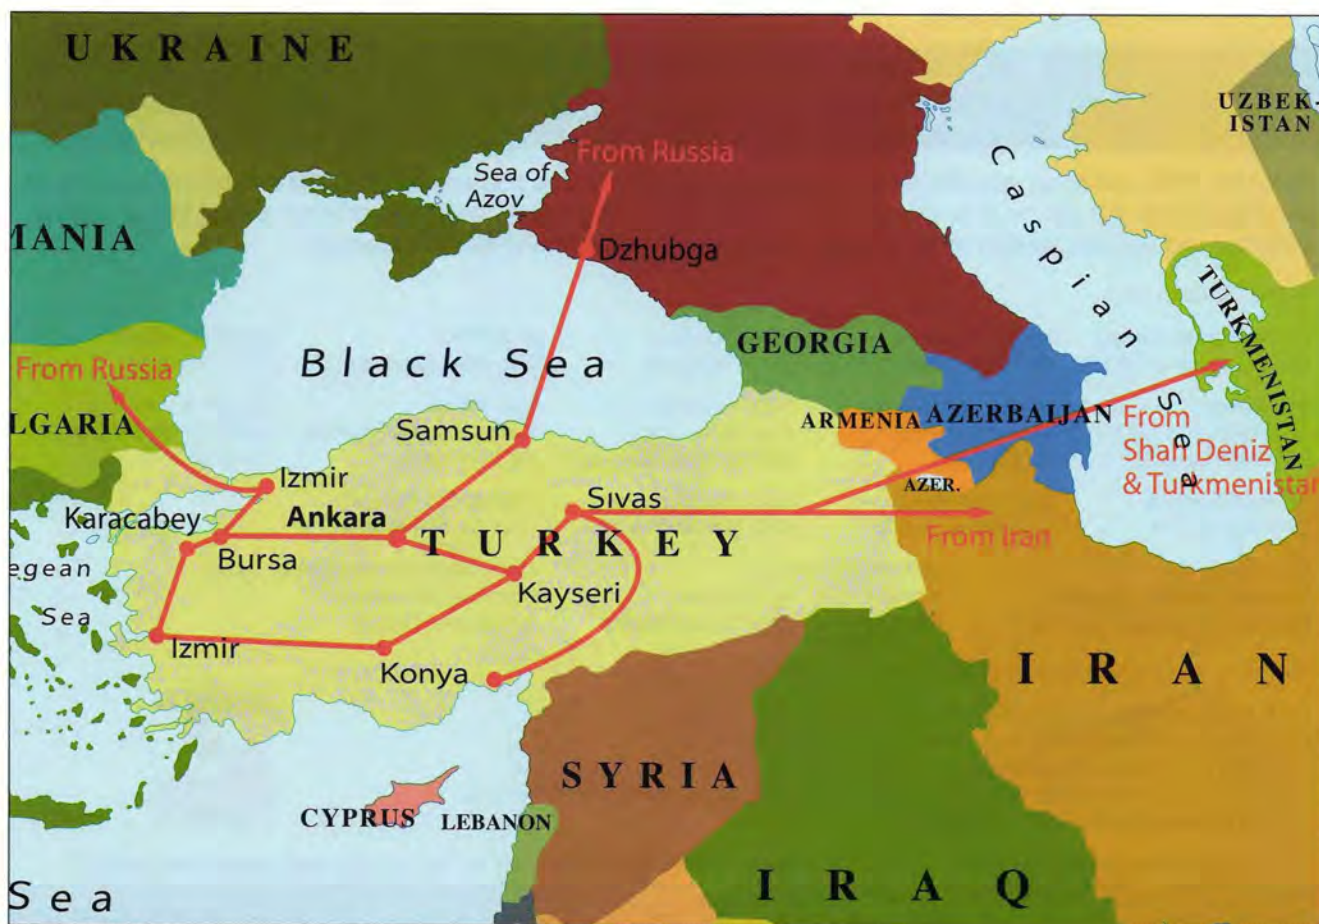 UKRAINE
UZBEK-
ISTAN
From Russia
Sea of
Azov
MANIA
Dzhubga
Caspian Sea
TURKMENISTAN
GEORGIA
Black Sea
From Russia
LGARIA
ARMENIA
AZERBAIJAN
From
Shah Deniz
& Turkmenistan
Samsun
Izmir
AZER.
Sıvas
Karacabey
Ankara
TURKEY
From Iran
Bursa
egean
Sea
Kayseri
Izmir
Konya
IRAN
SYRIA
CYPRUS
LEBANON
IRAQ
Sea